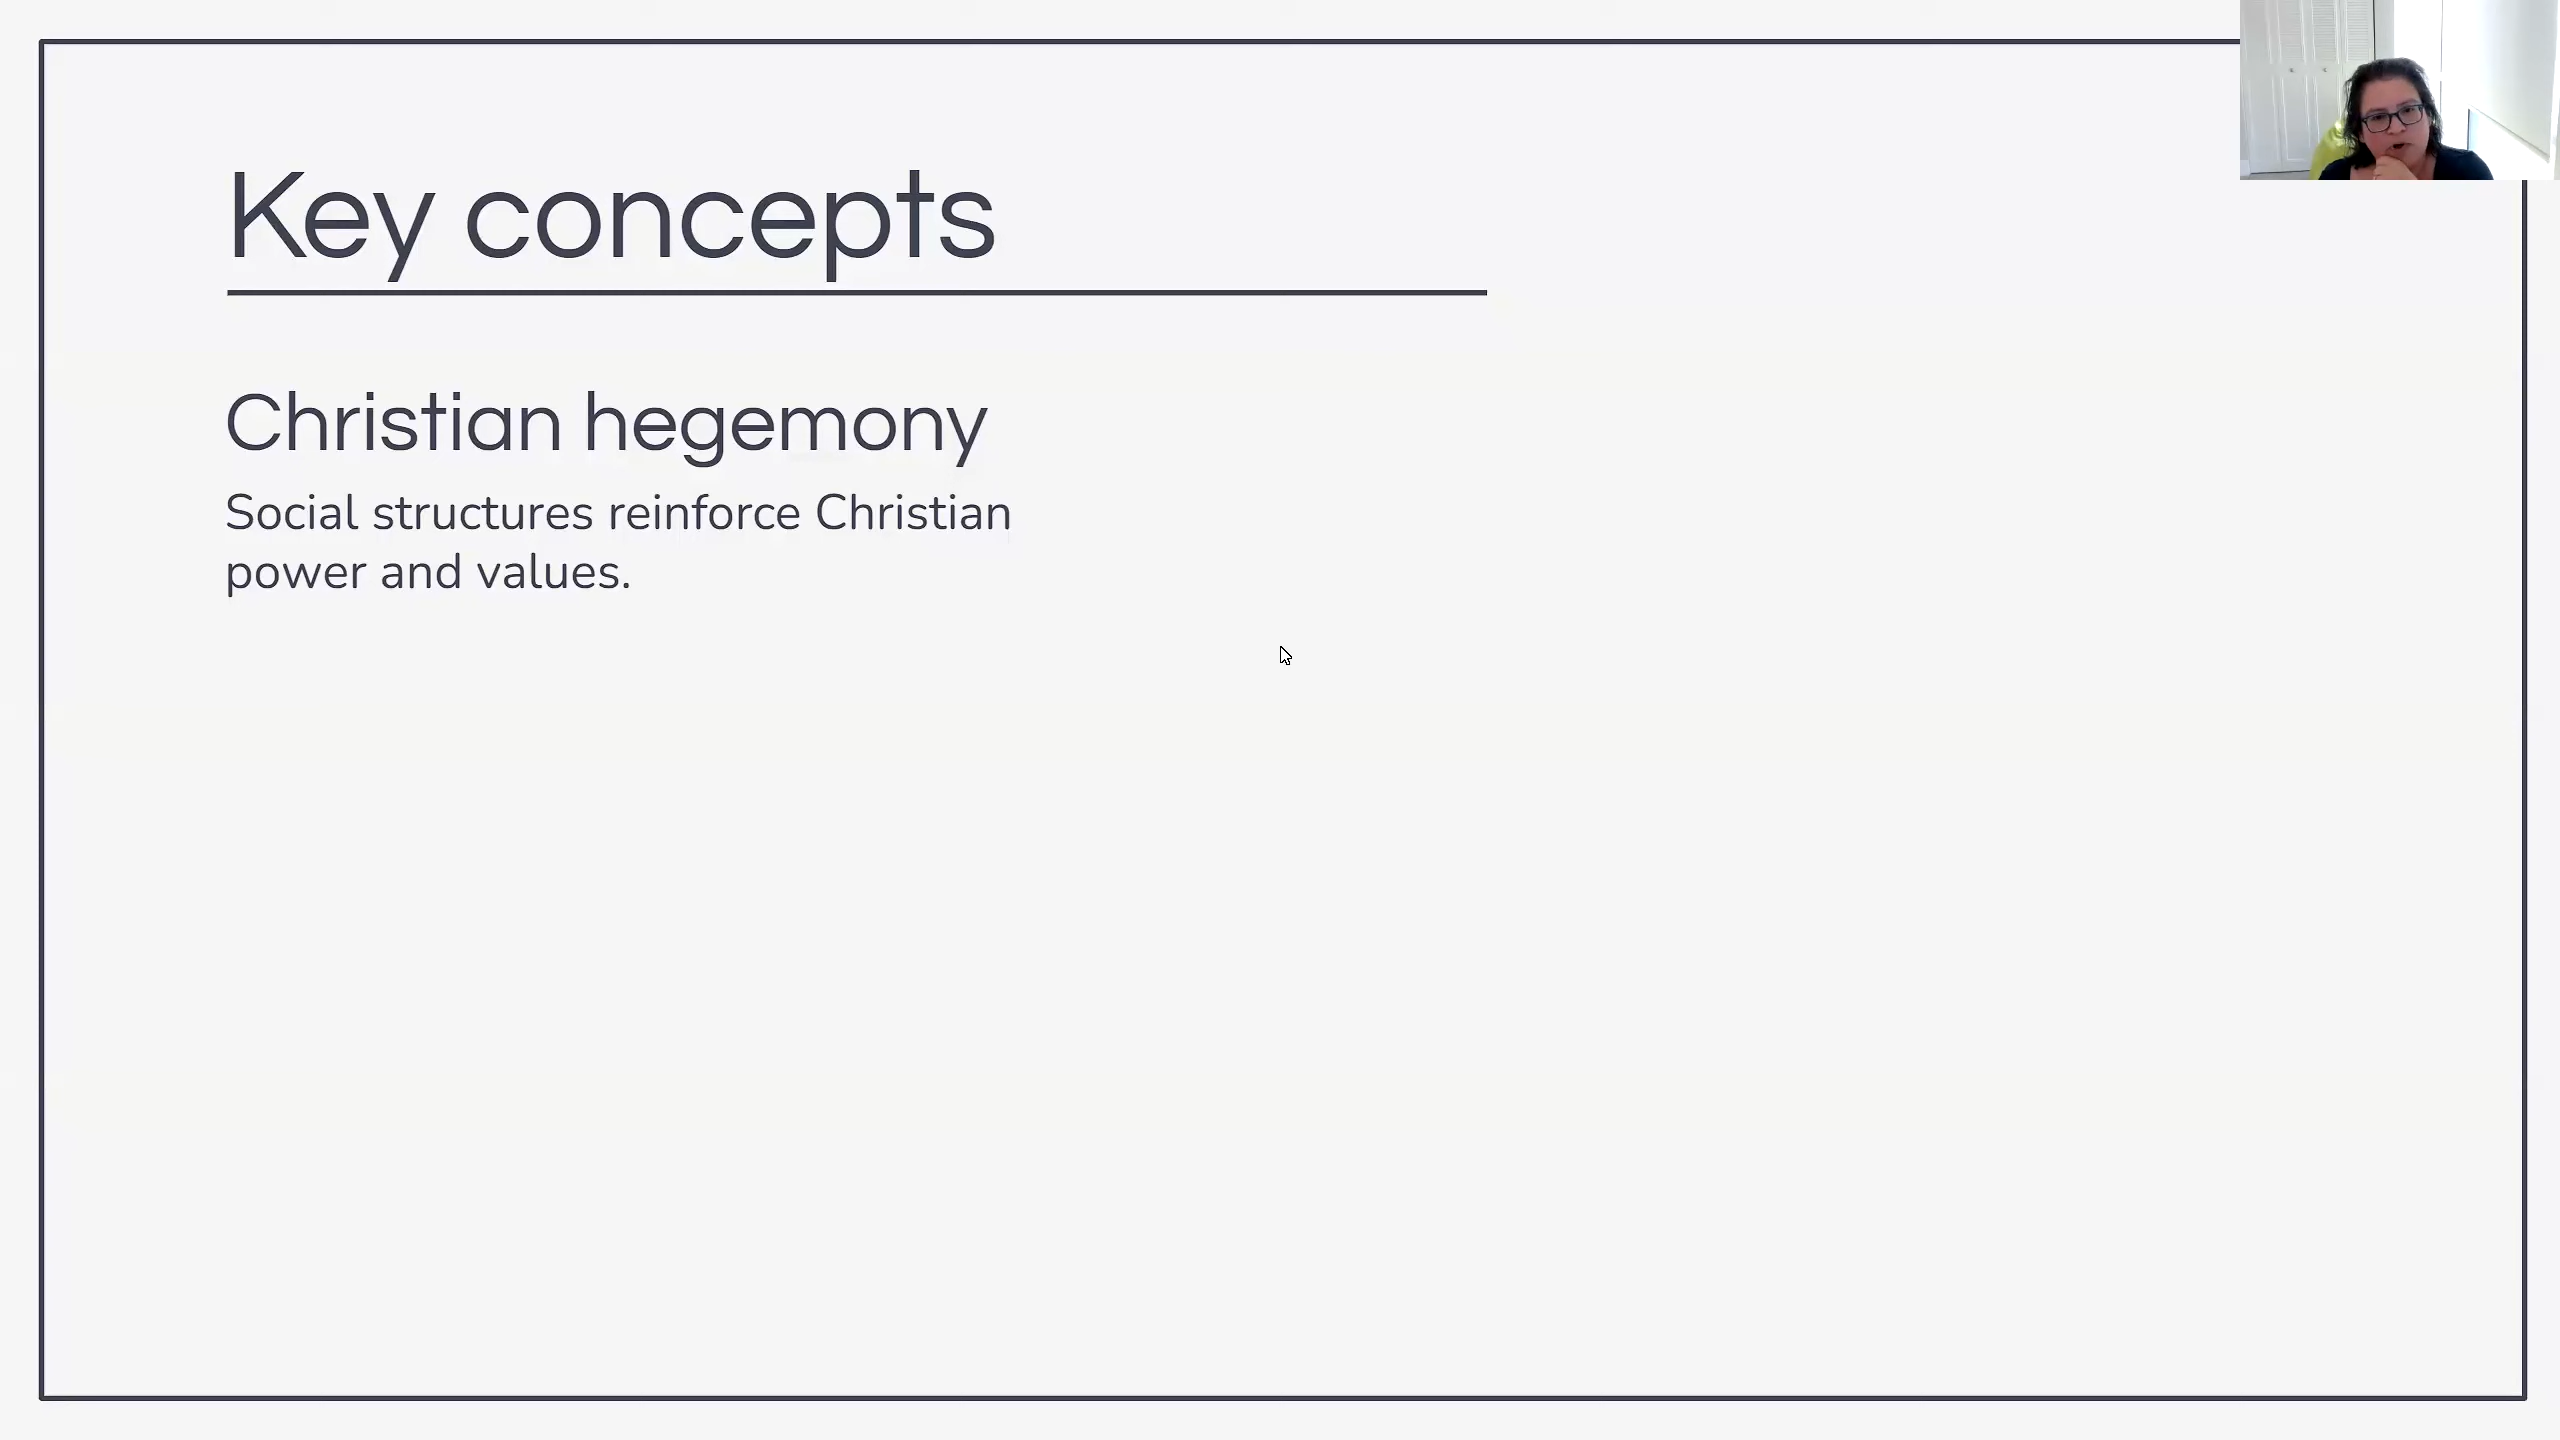 Key concepts
Christian hegemony
Social structures reinforce Christian
power and values.